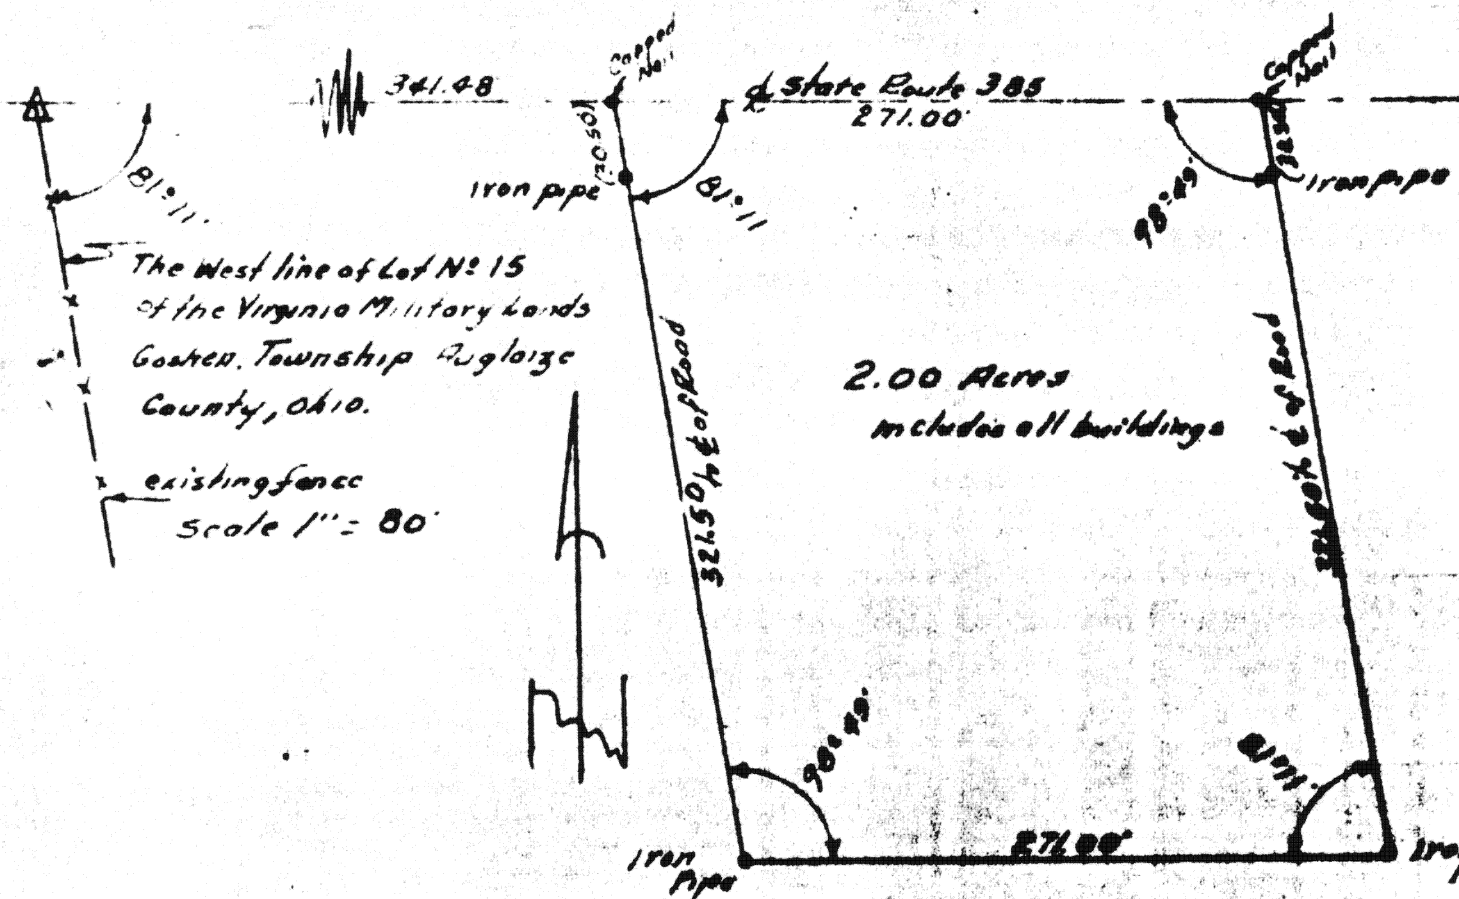 Capped
Nail
Capped
Nail
341.48
℄ State Route 385
271.00'
(20.50)
Iron pipe
Iron pipe
81°11'
81°11
98°49'
The West line of Lot Nº 15
of the Virginia Military Lands
Goshen. Township Auglaize
County, Ohio.
existing fence
Scale 1" = 80'
2.00 Acres
includes all buildings
321.50 to ℄ of Road
to ℄ of Road
98°49'
81°11'
271.00'
Iron
Pipe
Iron